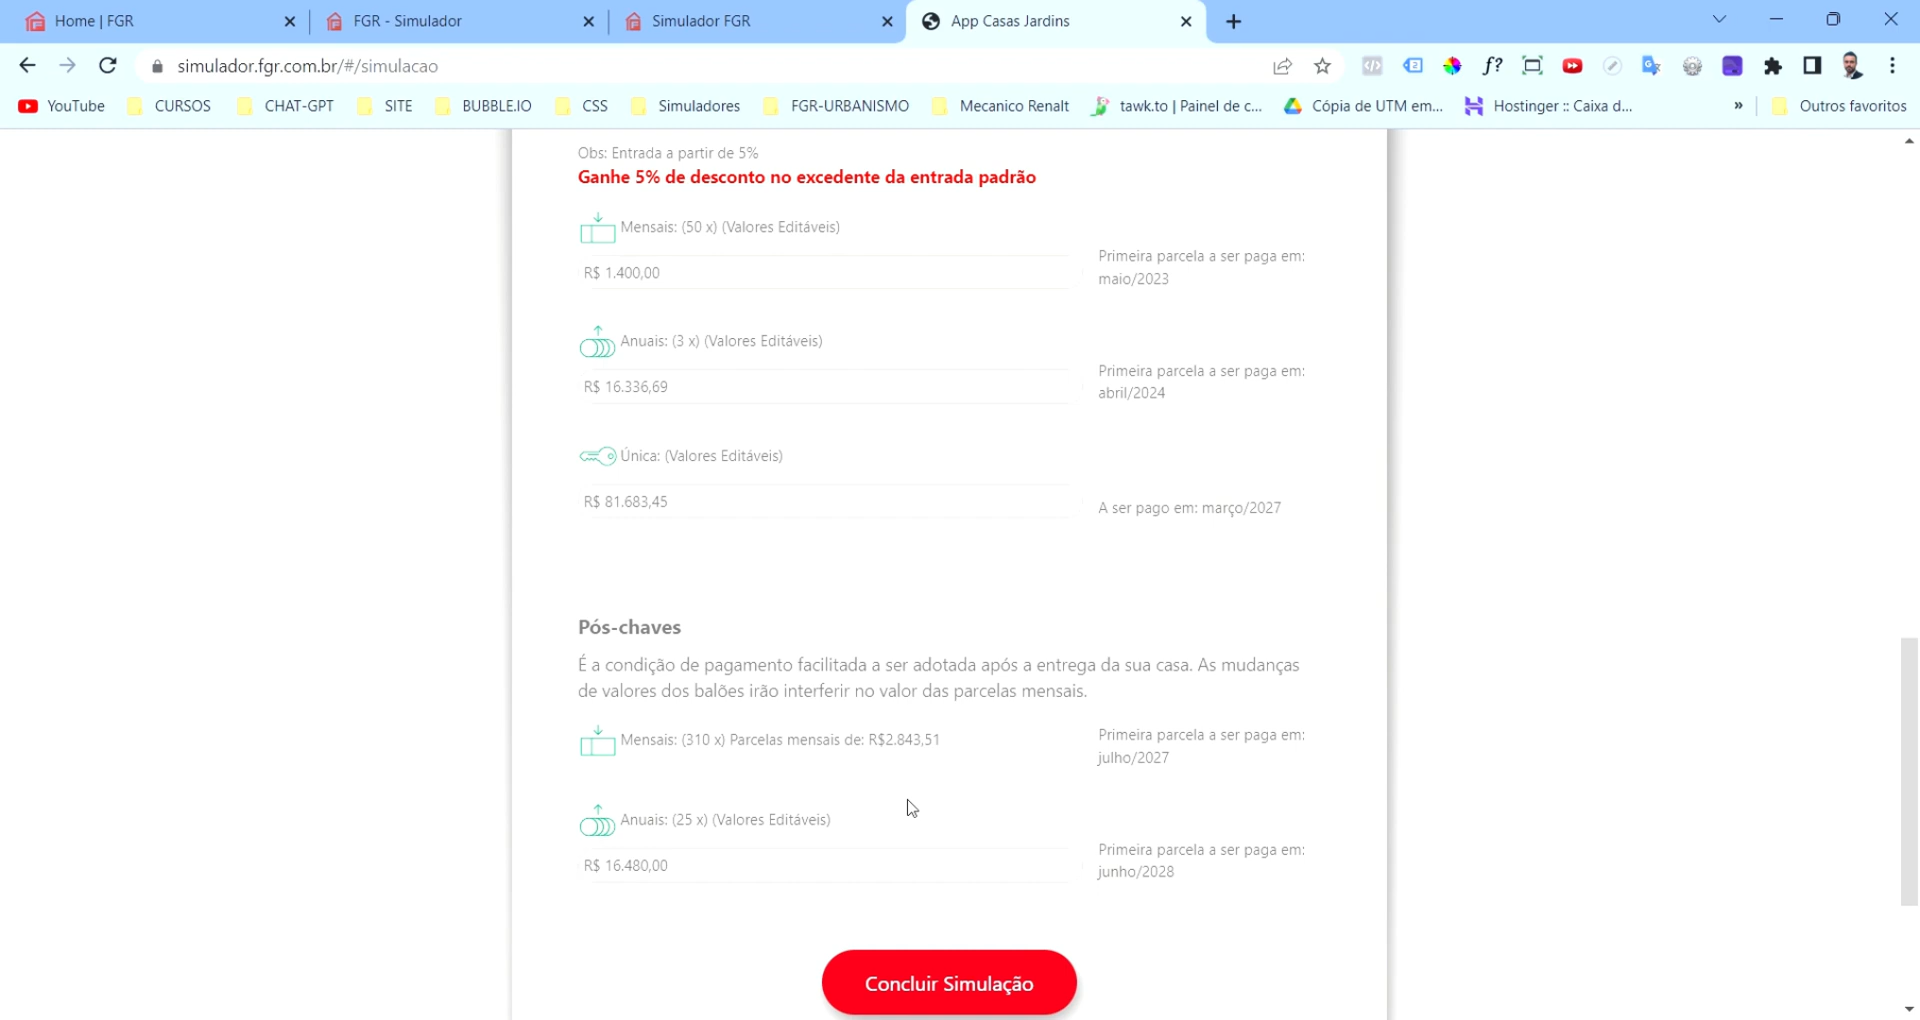 Home | FGR
FGR - Simulador
Simulador FGR
App Casas Jardins
simulador.fgr.com.br/#/simulacao
f?
YouTube
CURSOS
CHAT-GPT
SITE
BUBBLE.IO
CSS
Simuladores
FGR-URBANISMO
Mecanico Renalt
tawk.to | Painel de c...
Cópia de UTM em...
Hostinger :: Caixa d...
»
Outros favoritos
Obs: Entrada a partir de 5%
Ganhe 5% de desconto no excedente da entrada padrão
Mensais: (50 x) (Valores Editáveis)
R$ 1.400,00
Primeira parcela a ser paga em:
maio/2023
Anuais: (3 x) (Valores Editáveis)
R$ 16.336,69
Primeira parcela a ser paga em:
abril/2024
Única: (Valores Editáveis)
R$ 81.683,45
A ser pago em: março/2027
Pós-chaves
É a condição de pagamento facilitada a ser adotada após a entrega da sua casa. As mudanças
de valores dos balões irão interferir no valor das parcelas mensais.
Mensais: (310 x) Parcelas mensais de: R$2.843,51
Primeira parcela a ser paga em:
julho/2027
Anuais: (25 x) (Valores Editáveis)
R$ 16.480,00
Primeira parcela a ser paga em:
junho/2028
Concluir Simulação